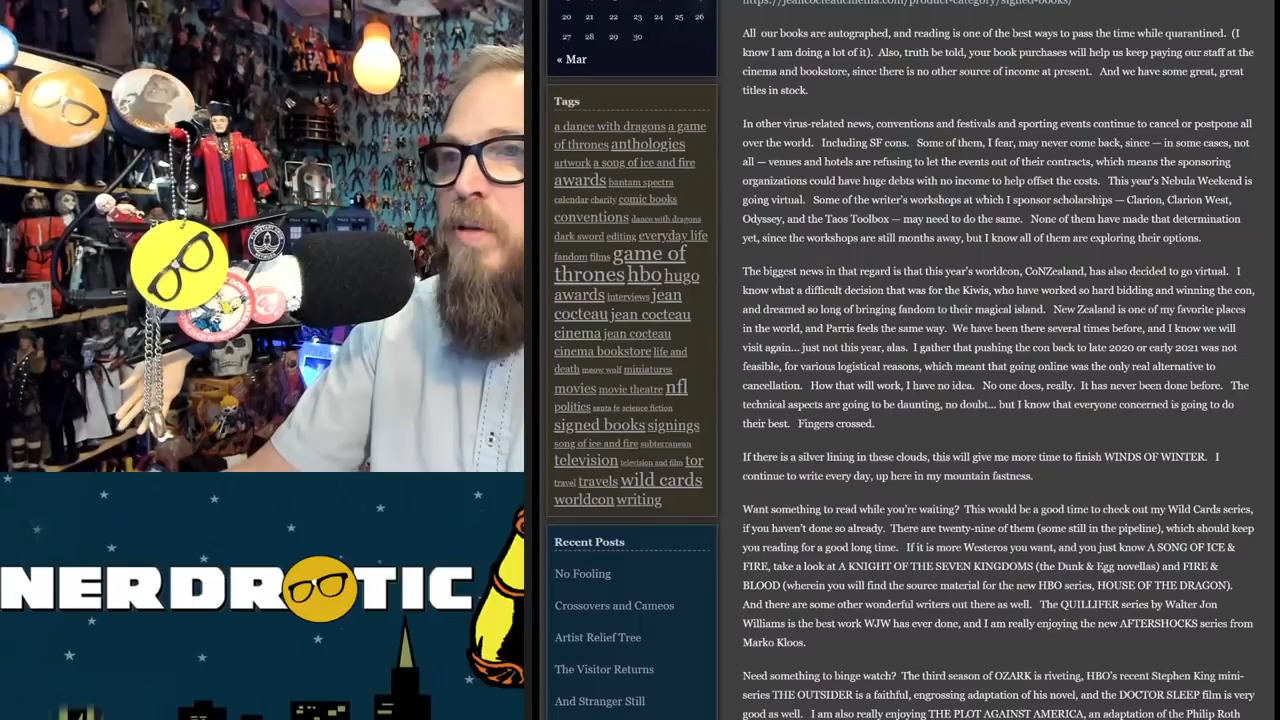 NERDROTIC
20 21 22 23 24 25 26
27 28 29 30
« Mar
Tags
a dance with dragons a game
of thrones anthologies
artwork a song of ice and fire
awards bantam spectra
calendar charity comic books
conventions dance with dragons
dark sword editing everyday life
fandom films game of
thrones hbo hugo
awards interviews jean
cocteau jean cocteau
cinema jean cocteau
cinema bookstore life and
death meow wolf miniatures
movies movie theatre nfl
politics santa fe science fiction
signed books signings
song of ice and fire subterranean
television television and film tor
travel travels wild cards
worldcon writing
Recent Posts
No Fooling
Crossovers and Cameos
Artist Relief Tree
The Visitor Returns
And Stranger Still
https://jeancocteaucinema.com/product-category/signed-books/
All our books are autographed, and reading is one of the best ways to pass the time while quarantined. (I
know I am doing a lot of it). Also, truth be told, your book purchases will help us keep paying our staff at the
cinema and bookstore, since there is no other source of income at present. And we have some great, great
titles in stock.
In other virus-related news, conventions and festivals and sporting events continue to cancel or postpone all
over the world. Including SF cons. Some of them, I fear, may never come back, since — in some cases, not
all — venues and hotels are refusing to let the events out of their contracts, which means the sponsoring
organizations could have huge debts with no income to help offset the costs. This year's Nebula Weekend is
going virtual. Some of the writer's workshops at which I sponsor scholarships — Clarion, Clarion West,
Odyssey, and the Taos Toolbox — may need to do the same. None of them have made that determination
yet, since the workshops are still months away, but I know all of them are exploring their options.
The biggest news in that regard is that this year's worldcon, CoNZealand, has also decided to go virtual. I
know what a difficult decision that was for the Kiwis, who have worked so hard bidding and winning the con,
and dreamed so long of bringing fandom to their magical island. New Zealand is one of my favorite places
in the world, and Parris feels the same way. We have been there several times before, and I know we will
visit again... just not this year, alas. I gather that pushing the con back to late 2020 or early 2021 was not
feasible, for various logistical reasons, which meant that going online was the only real alternative to
cancellation. How that will work, I have no idea. No one does, really. It has never been done before. The
technical aspects are going to be daunting, no doubt... but I know that everyone concerned is going to do
their best. Fingers crossed.
If there is a silver lining in these clouds, this will give me more time to finish WINDS OF WINTER. I
continue to write every day, up here in my mountain fastness.
Want something to read while you're waiting? This would be a good time to check out my Wild Cards series,
if you haven't done so already. There are twenty-nine of them (some still in the pipeline), which should keep
you reading for a good long time. If it is more Westeros you want, and you just know A SONG OF ICE &
FIRE, take a look at A KNIGHT OF THE SEVEN KINGDOMS (the Dunk & Egg novellas) and FIRE &
BLOOD (wherein you will find the source material for the new HBO series, HOUSE OF THE DRAGON).
And there are some other wonderful writers out there as well. The QUILLIFER series by Walter Jon
Williams is the best work WJW has ever done, and I am really enjoying the new AFTERSHOCKS series from
Marko Kloos.
Need something to binge watch? The third season of OZARK is riveting, HBO's recent Stephen King mini-
series THE OUTSIDER is a faithful, engrossing adaptation of his novel, and the DOCTOR SLEEP film is very
good as well. I am also really enjoying THE PLOT AGAINST AMERICA, an adaptation of the Philip Roth